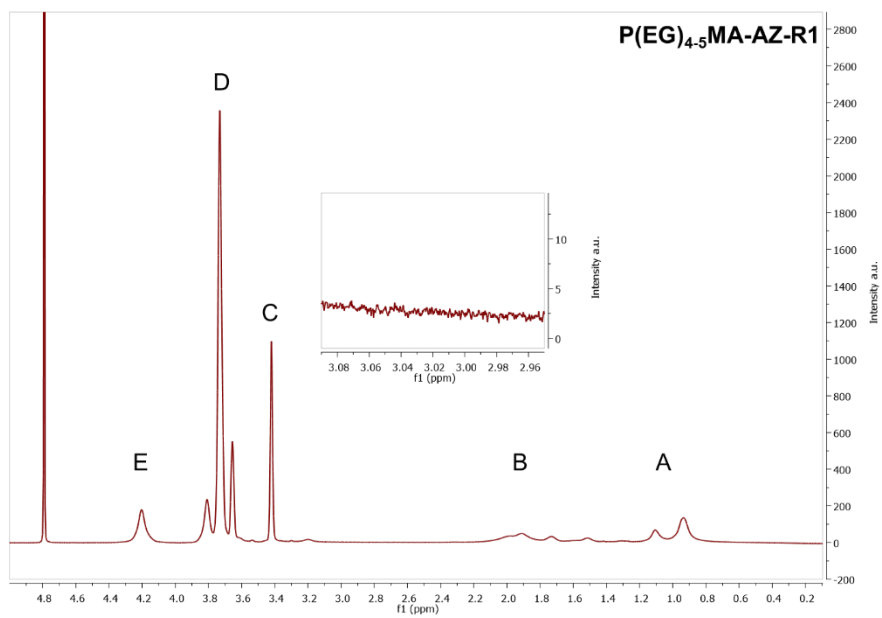 P(EG)4-5MA-AZ-R1
D
C
E
B
A
2800
2600
2400
2200
2000
1800
1600
1400
1200
1000
800
600
400
200
0
-200
Intensity a.u.
10
5
0
Intensity a.u.
3.08 3.06 3.04 3.02 3.00 2.98 2.96
f1 (ppm)
4.8 4.6 4.4 4.2 4.0 3.8 3.6 3.4 3.2 3.0 2.8 2.6 2.4 2.2 2.0 1.8 1.6 1.4 1.2 1.0 0.8 0.6 0.4 0.2
f1 (ppm)